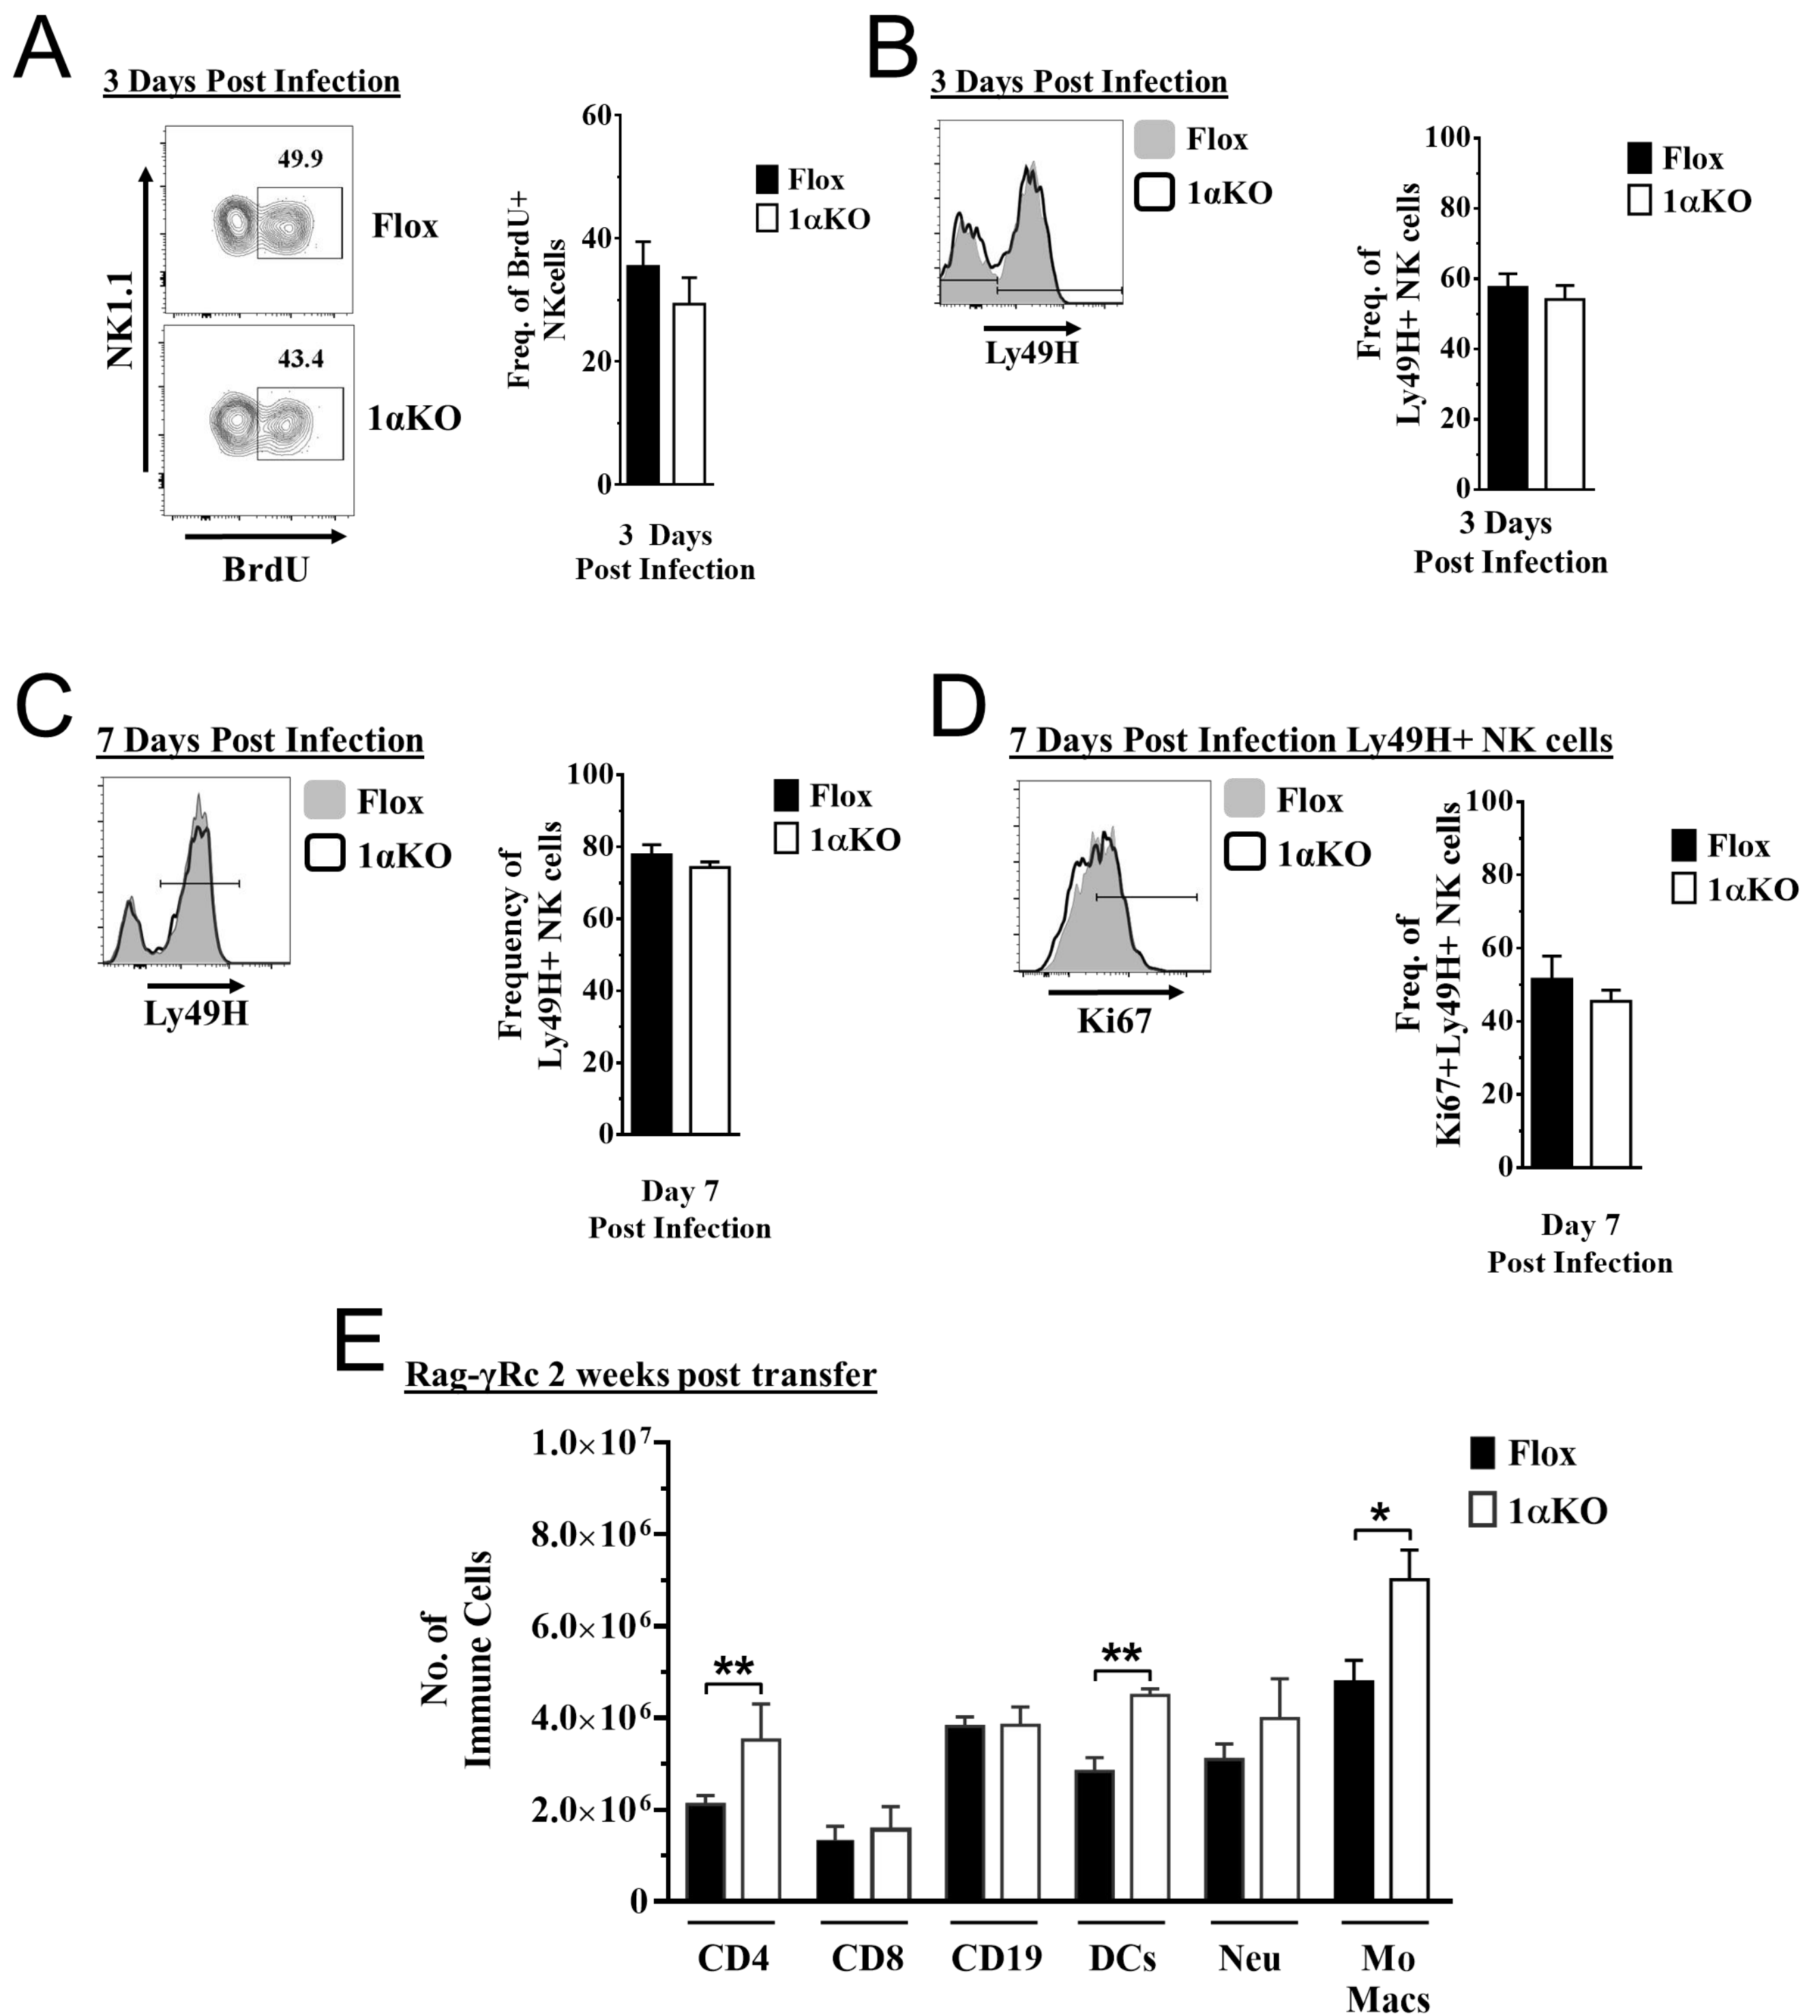 A
3 Days Post Infection
49.9
Flox
43.4
1αKO
NK1.1
BrdU
Freq. of BrdU+
NKcells
60
40
20
0
Flox
1αKO
3 Days
Post Infection
B
3 Days Post Infection
Flox
1αKO
Ly49H
Freq. of
Ly49H+ NK cells
100
80
60
40
20
0
Flox
1αKO
3 Days
Post Infection
C
7 Days Post Infection
Flox
1αKO
Ly49H
Frequency of
Ly49H+ NK cells
100
80
60
40
20
0
Flox
1αKO
Day 7
Post Infection
D
7 Days Post Infection Ly49H+ NK cells
Flox
1αKO
Ki67
Freq. of
Ki67+Ly49H+ NK cells
100
80
60
40
20
0
Flox
1αKO
Day 7
Post Infection
E
Rag-γRc 2 weeks post transfer
No. of
Immune Cells
1.0×10⁷
8.0×10⁶
6.0×10⁶
4.0×10⁶
2.0×10⁶
0
**
**
*
Flox
1αKO
CD4 CD8 CD19 DCs Neu Mo
Macs